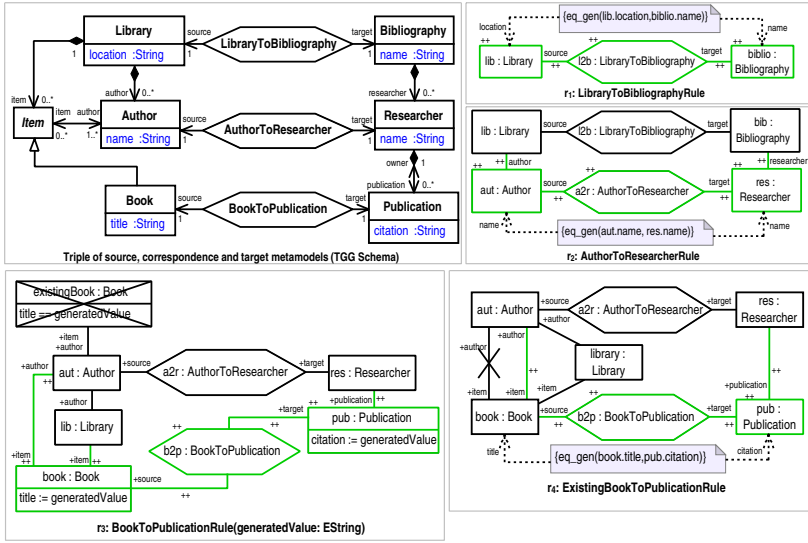 Library
location :String
source
1
LibraryToBibliography
target
1
Bibliography
name :String
item
0..*
author
0..*
researcher
0..*
Item
item
0..*
author
1..*
Author
name :String
source
1
AuthorToResearcher
target
1
Researcher
name :String
owner
1
publication
0..*
Book
title :String
source
1
BookToPublication
target
1
Publication
citation :String
Triple of source, correspondence and target metamodels (TGG Schema)
{eq_gen(lib.location,biblio.name)}
location
name
++
lib : Library
source
++
++
l2b : LibraryToBibliography
target
++
++
biblio :
Bibliography
r₁: LibraryToBibliographyRule
lib : Library
l2b : LibraryToBibliography
bib :
Bibliography
++
author
++
researcher
++
++
aut : Author
source
++
++
a2r : AuthorToResearcher
target
++
res :
Researcher
name
{eq_gen(aut.name, res.name)}
name
r₂: AuthorToResearcherRule
existingBook : Book
title == generatedValue
+item
+author
+author
++
aut : Author
+source
a2r : AuthorToResearcher
+target
res : Researcher
+publication
++
lib : Library
+target
++
++
++
pub : Publication
citation := generatedValue
b2p : BookToPublication
+item
++
+item
++
++
book : Book
title := generatedValue
+source
++
r₃: BookToPublicationRule(generatedValue: EString)
aut : Author
+source
+author
a2r : AuthorToResearcher
+target
res :
Researcher
+author
+author
++
library :
Library
++
+item
+item
+item
+publication
++
++
++
book : Book
+source
++
b2p : BookToPublication
+target
++
pub :
Publication
title
{eq_gen(book.title,pub.citation)}
citation
r₄: ExistingBookToPublicationRule